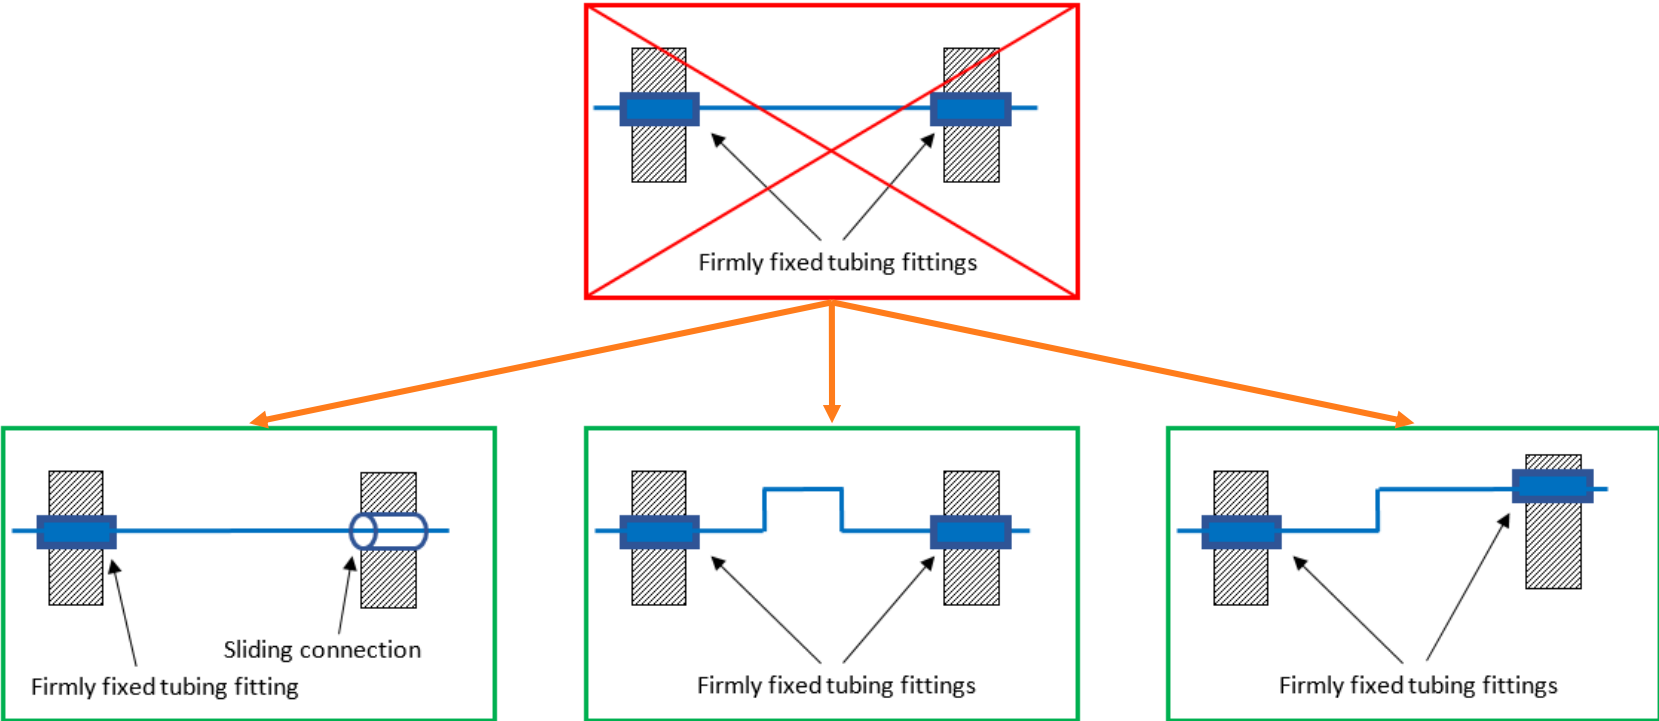 Firmly fixed tubing fittings
Sliding connection
Firmly fixed tubing fitting
Firmly fixed tubing fittings
Firmly fixed tubing fittings